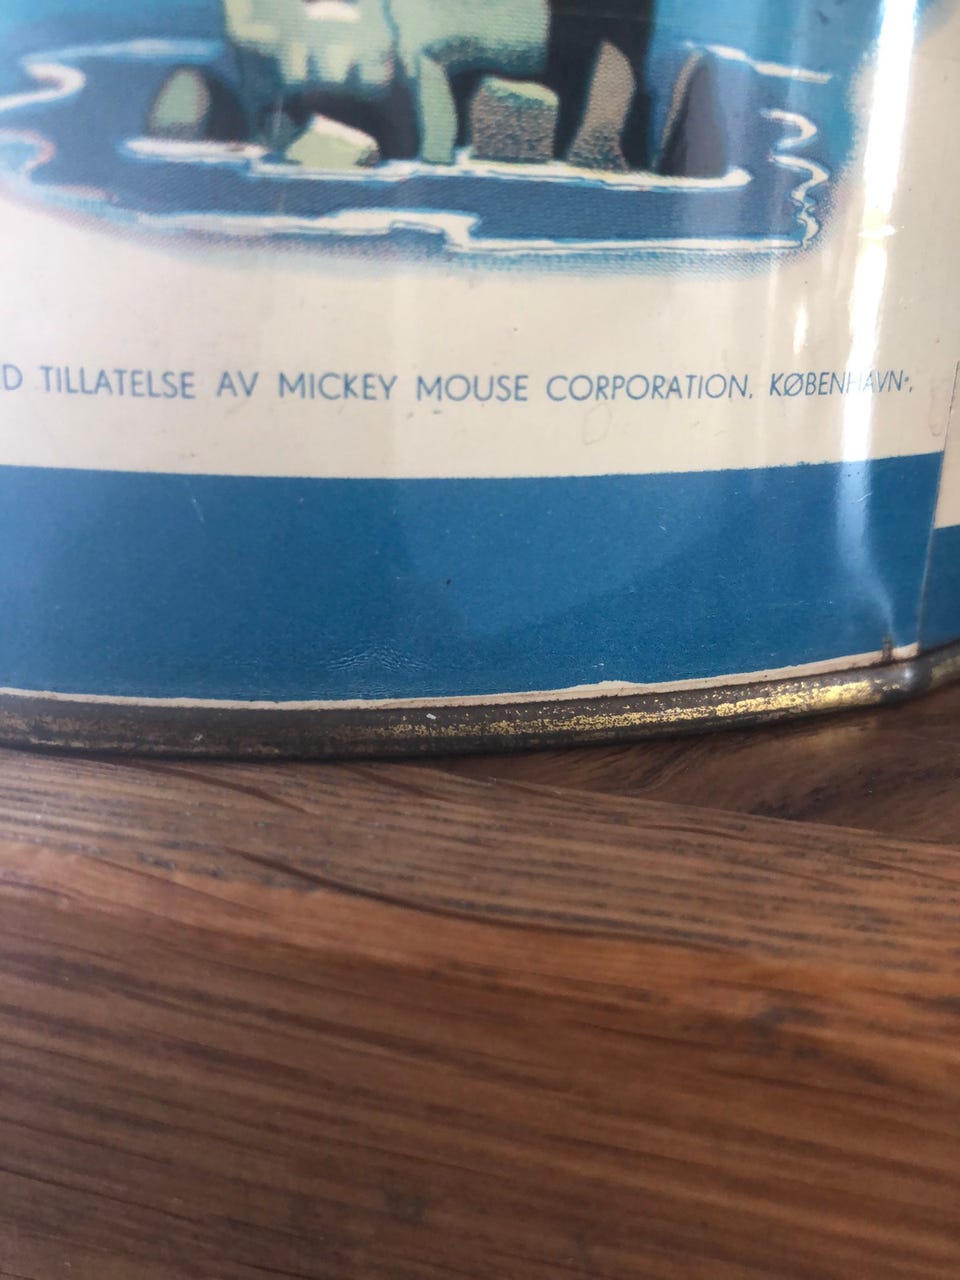 D TILLATELSE AV MICKEY MOUSE CORPORATION, KØBENHAVN.